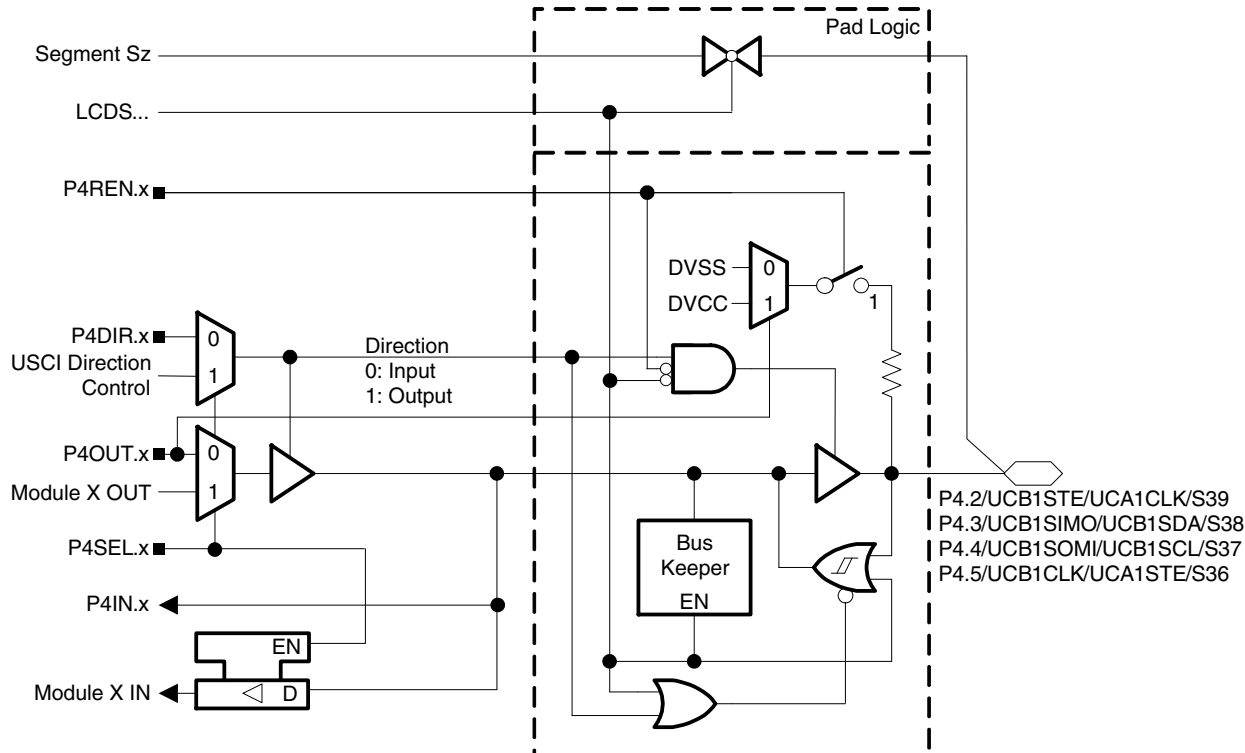 Pad Logic
Segment Sz
LCDS...
P4REN.x
DVSS
0
DVCC
1
1
P4DIR.x
0
USCI Direction
Control
1
Direction
0: Input
1: Output
P4OUT.x
0
Module X OUT
1
P4SEL.x
P4IN.x
EN
D
Module X IN
Bus
Keeper
EN
P4.2/UCB1STE/UCA1CLK/S39
P4.3/UCB1SIMO/UCB1SDA/S38
P4.4/UCB1SOMI/UCB1SCL/S37
P4.5/UCB1CLK/UCA1STE/S36